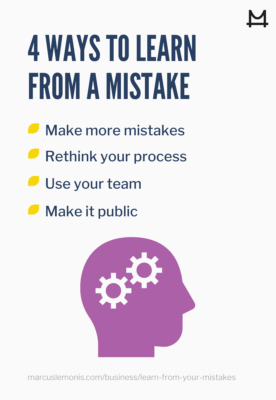 4 WAYS TO LEARN
FROM A MISTAKE
Make more mistakes
Rethink your process
Use your team
Make it public
marcuslemonis.com/business/learn-from-your-mistakes